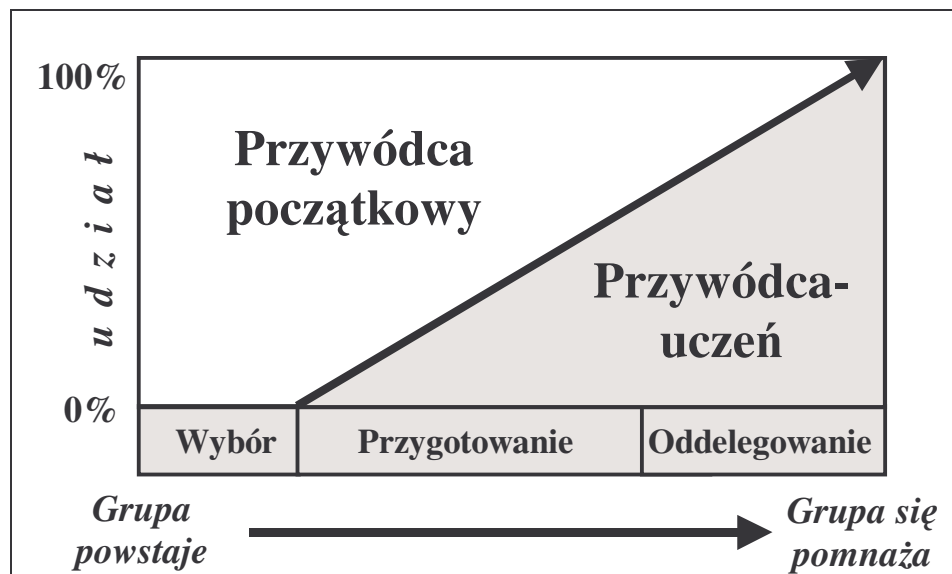 100%
Przywódca
początkowy
udział
Przywódca-
uczeń
0%
Wybór
Przygotowanie
Oddelegowanie
Grupa
powstaje
Grupa się
pomnaża